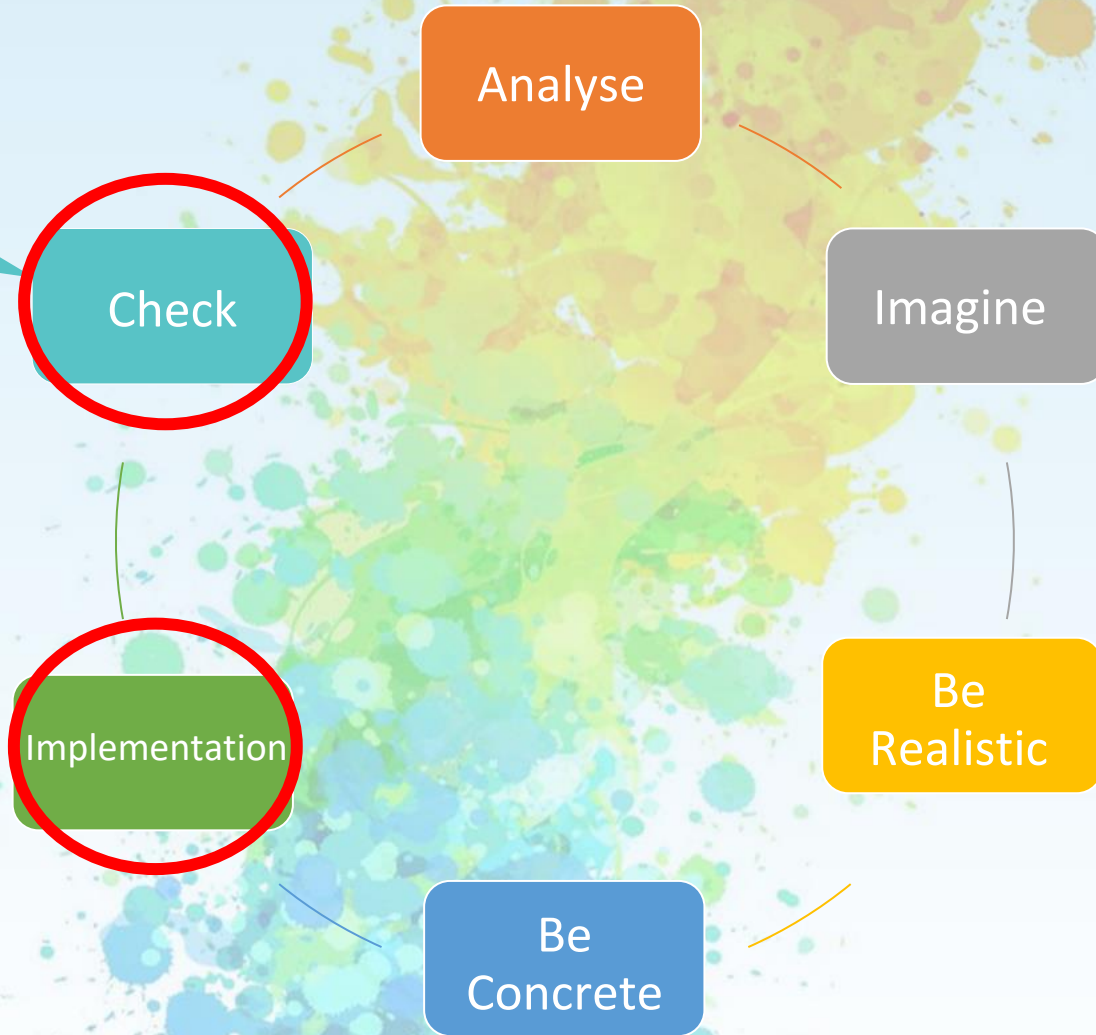 Analyse
Imagine
Be
Realistic
Be
Concrete
Implementation
Check